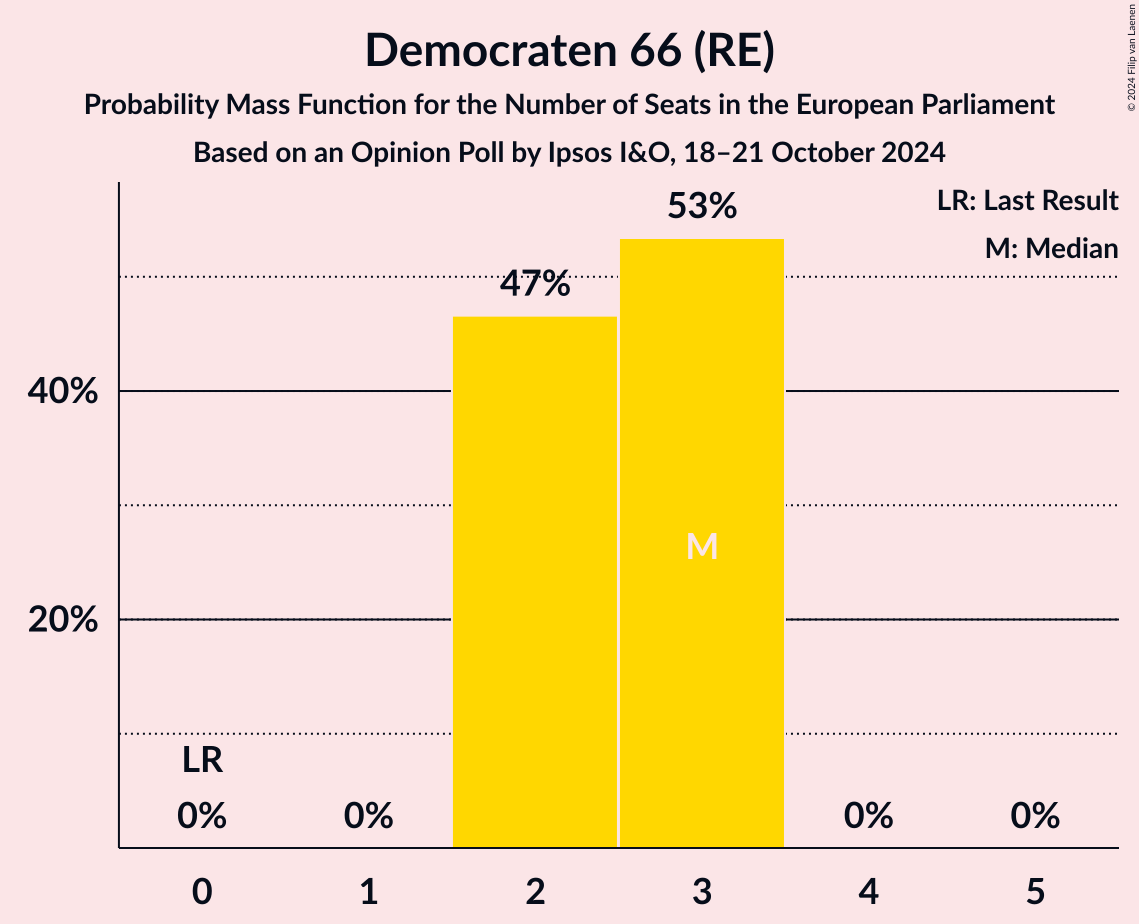 Democraten 66 (RE)
Probability Mass Function for the Number of Seats in the European Parliament
Based on an Opinion Poll by Ipsos I&O, 18–21 October 2024
© 2024 Filip van Laenen
LR: Last Result
M: Median
53%
47%
40%
20%
M
LR
0%
0%
0%
0%
0
1
2
3
4
5